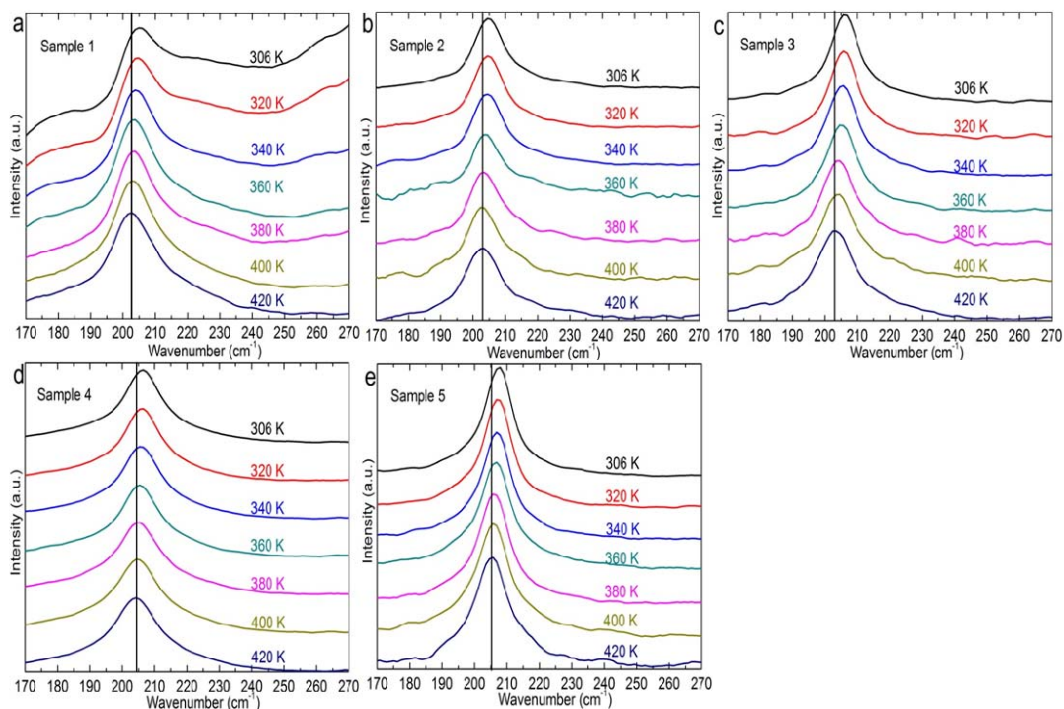 a
Sample 1
306 K
320 K
340 K
360 K
380 K
400 K
420 K
Intensity (a.u.)
170 180 190 200 210 220 230 240 250 260 270
Wavenumber (cm⁻¹)
b
Sample 2
306 K
320 K
340 K
360 K
380 K
400 K
420 K
Intensity (a.u.)
170 180 190 200 210 220 230 240 250 260 270
Wavenumber (cm⁻¹)
c
Sample 3
306 K
320 K
340 K
360 K
380 K
400 K
420 K
Intensity (a.u.)
170 180 190 200 210 220 230 240 250 260 270
Wavenumber (cm⁻¹)
d
Sample 4
306 K
320 K
340 K
360 K
380 K
400 K
420 K
Intensity (a.u.)
170 180 190 200 210 220 230 240 250 260 270
Wavenumber (cm⁻¹)
e
Sample 5
306 K
320 K
340 K
360 K
380 K
400 K
420 K
Intensity (a.u.)
170 180 190 200 210 220 230 240 250 260 270
Wavenumber (cm⁻¹)